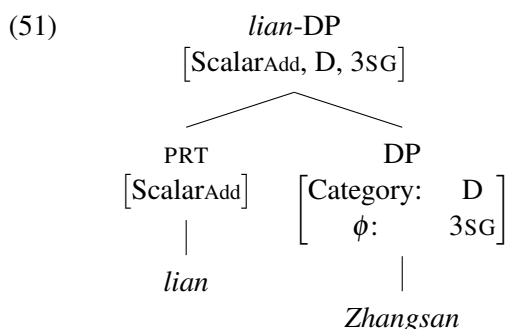 (51) lian-DP
[ScalarAdd, D, 3SG]
PRT DP
[ScalarAdd] [Category: D
ϕ: 3SG]
lian
Zhangsan